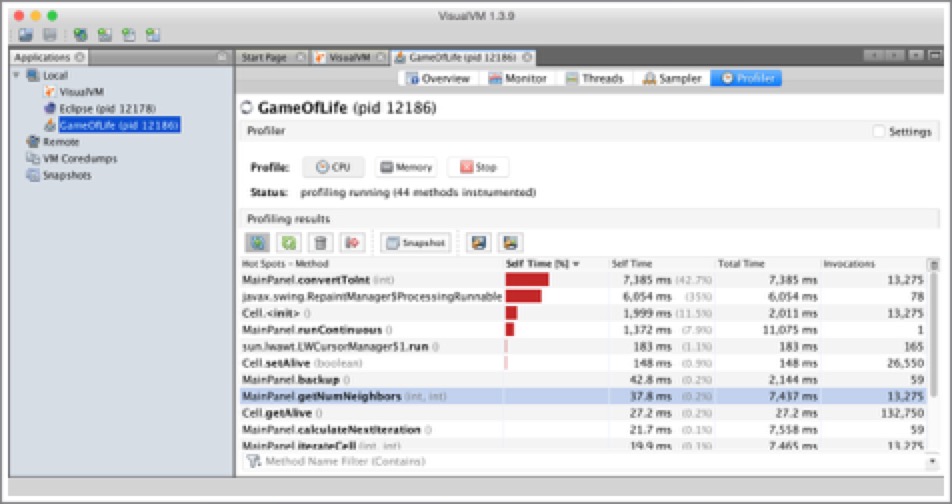 VisualVM 1.3.9
Applications
Start Page
VisualVM
GameOfLife (pid 12186)
Local
VisualVM
Eclipse (pid 12178)
GameOfLife (pid 12186)
Remote
VM Coredumps
Snapshots
Overview
Monitor
Threads
Sampler
Profiler
GameOfLife (pid 12186)
Profiler
Settings
Profile: CPU Memory Stop
Status: profiling running (44 methods instrumented)
Profiling results
Snapshot
Hot Spots - Method Self Time [%] Self Time Total Time Invocations
MainPanel.convertToInt (int) 7,385 ms (42.7%) 7,385 ms 13,275
javax.swing.RepaintManager$ProcessingRunnable 6,054 ms (35%) 6,054 ms 78
Cell.<init> () 1,999 ms (11.5%) 2,011 ms 13,275
MainPanel.runContinuous () 1,372 ms (7.9%) 11,075 ms 1
sun.lwawt.LWCursorManager$1.run () 183 ms (1.1%) 183 ms 165
Cell.setAlive (boolean) 148 ms (0.9%) 148 ms 26,550
MainPanel.backup () 42.8 ms (0.2%) 2,144 ms 59
MainPanel.getNumNeighbors (int, int) 37.8 ms (0.2%) 7,437 ms 13,275
Cell.getAlive () 27.2 ms (0.2%) 27.2 ms 132,750
MainPanel.calculateNextIteration () 21.7 ms (0.1%) 7,558 ms 59
MainPanel.iterateCell (int, int) 19.9 ms (0.1%) 7,465 ms 13,275
Method Name Filter (Contains)